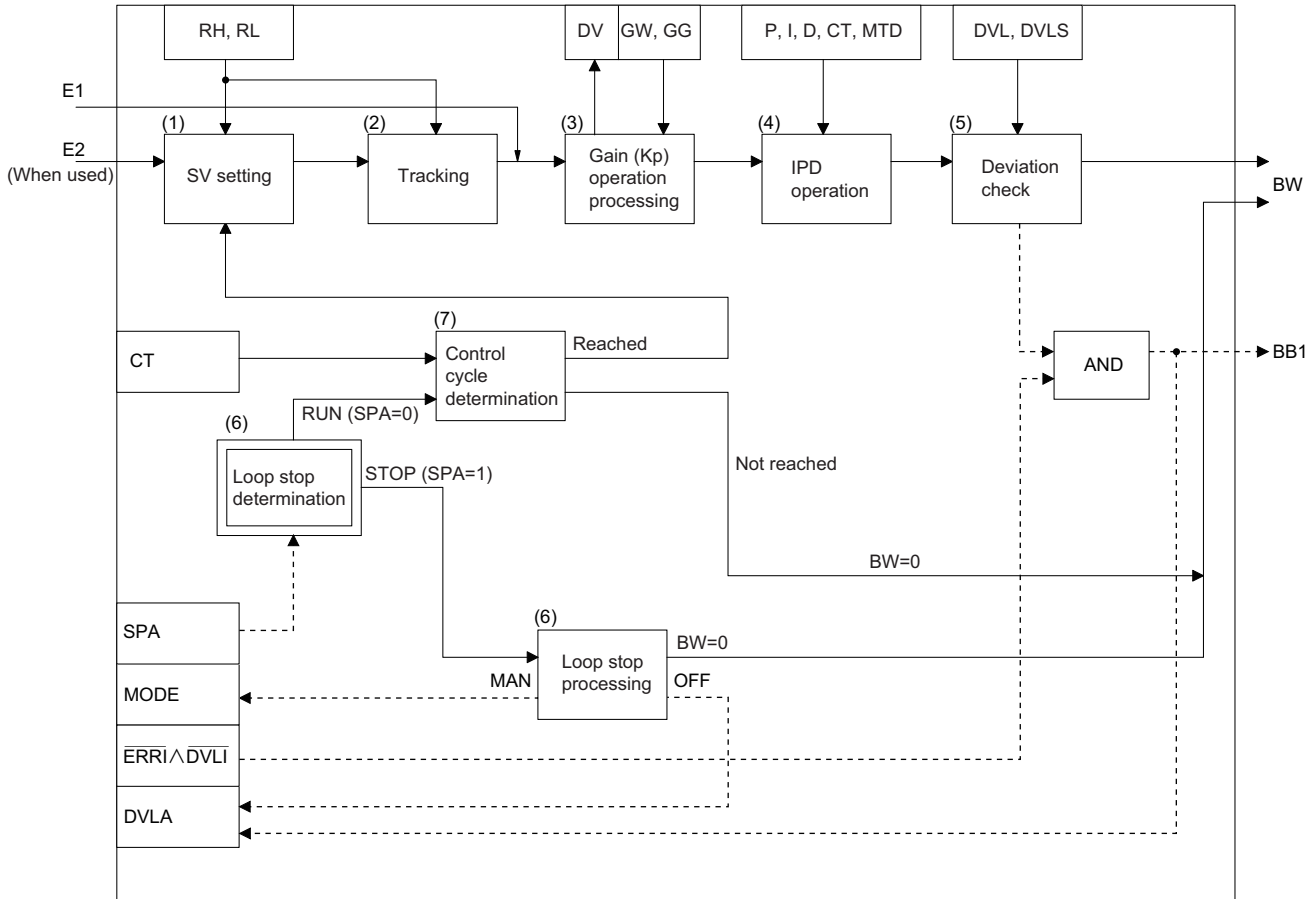 RH, RL
DV
GW, GG
P, I, D, CT, MTD
DVL, DVLS
E1
(1)
(2)
(3)
(4)
(5)
E2
(When used)
SV setting
Tracking
Gain (Kp)
operation
processing
IPD
operation
Deviation
check
BW
(7)
CT
Control
cycle
determination
Reached
AND
BB1
RUN (SPA=0)
(6)
Loop stop
determination
STOP (SPA=1)
Not reached
BW=0
SPA
(6)
Loop stop
processing
BW=0
MAN
OFF
MODE
E̅R̅R̅I̅∧D̅V̅L̅I̅
DVLA